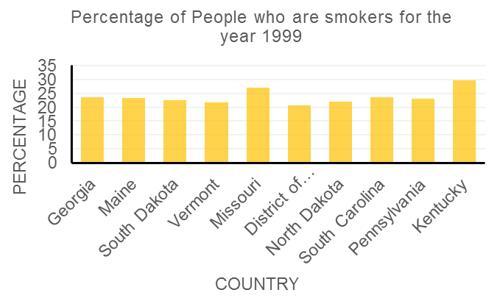 Percentage of People who are smokers for the
year 1999
PERCENTAGE
35
30
25
20
15
10
5
0
Georgia
Maine
South Dakota
Vermont
Missouri
District of...
North Dakota
South Carolina
Pennsylvania
Kentucky
COUNTRY